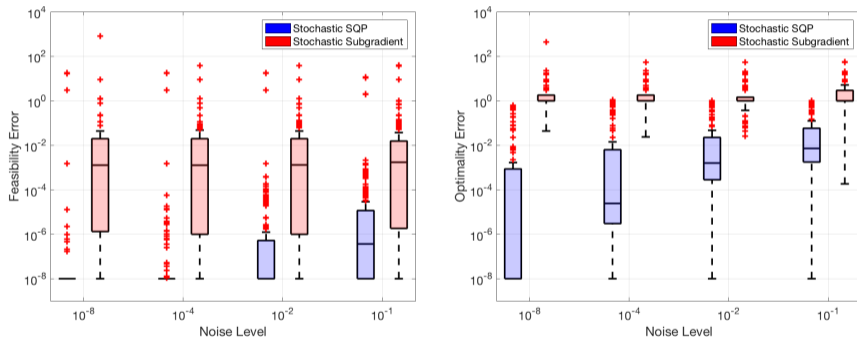 Stochastic SQP
Stochastic Subgradient
10^4
10^2
10^0
10^-2
10^-4
10^-6
10^-8
Feasibility Error
10^-8
10^-4
10^-2
10^-1
Noise Level
Stochastic SQP
Stochastic Subgradient
10^4
10^2
10^0
10^-2
10^-4
10^-6
10^-8
Optimality Error
10^-8
10^-4
10^-2
10^-1
Noise Level